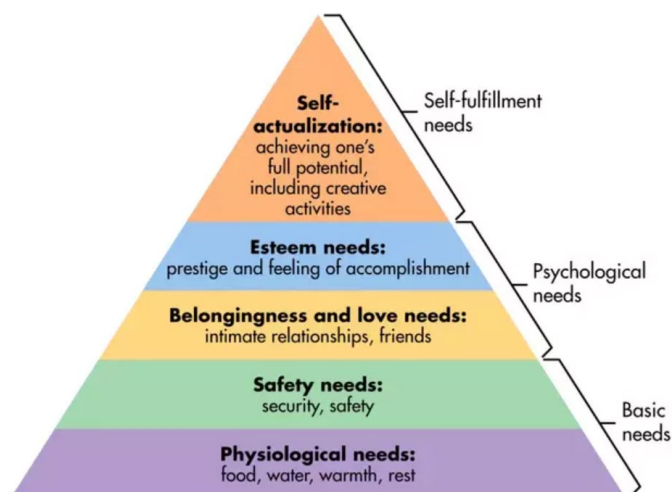 Self-
actualization:
achieving one's
full potential,
including creative
activities
Self-fulfillment
needs
Esteem needs:
prestige and feeling of accomplishment
Psychological
needs
Belongingness and love needs:
intimate relationships, friends
Safety needs:
security, safety
Basic
needs
Physiological needs:
food, water, warmth, rest